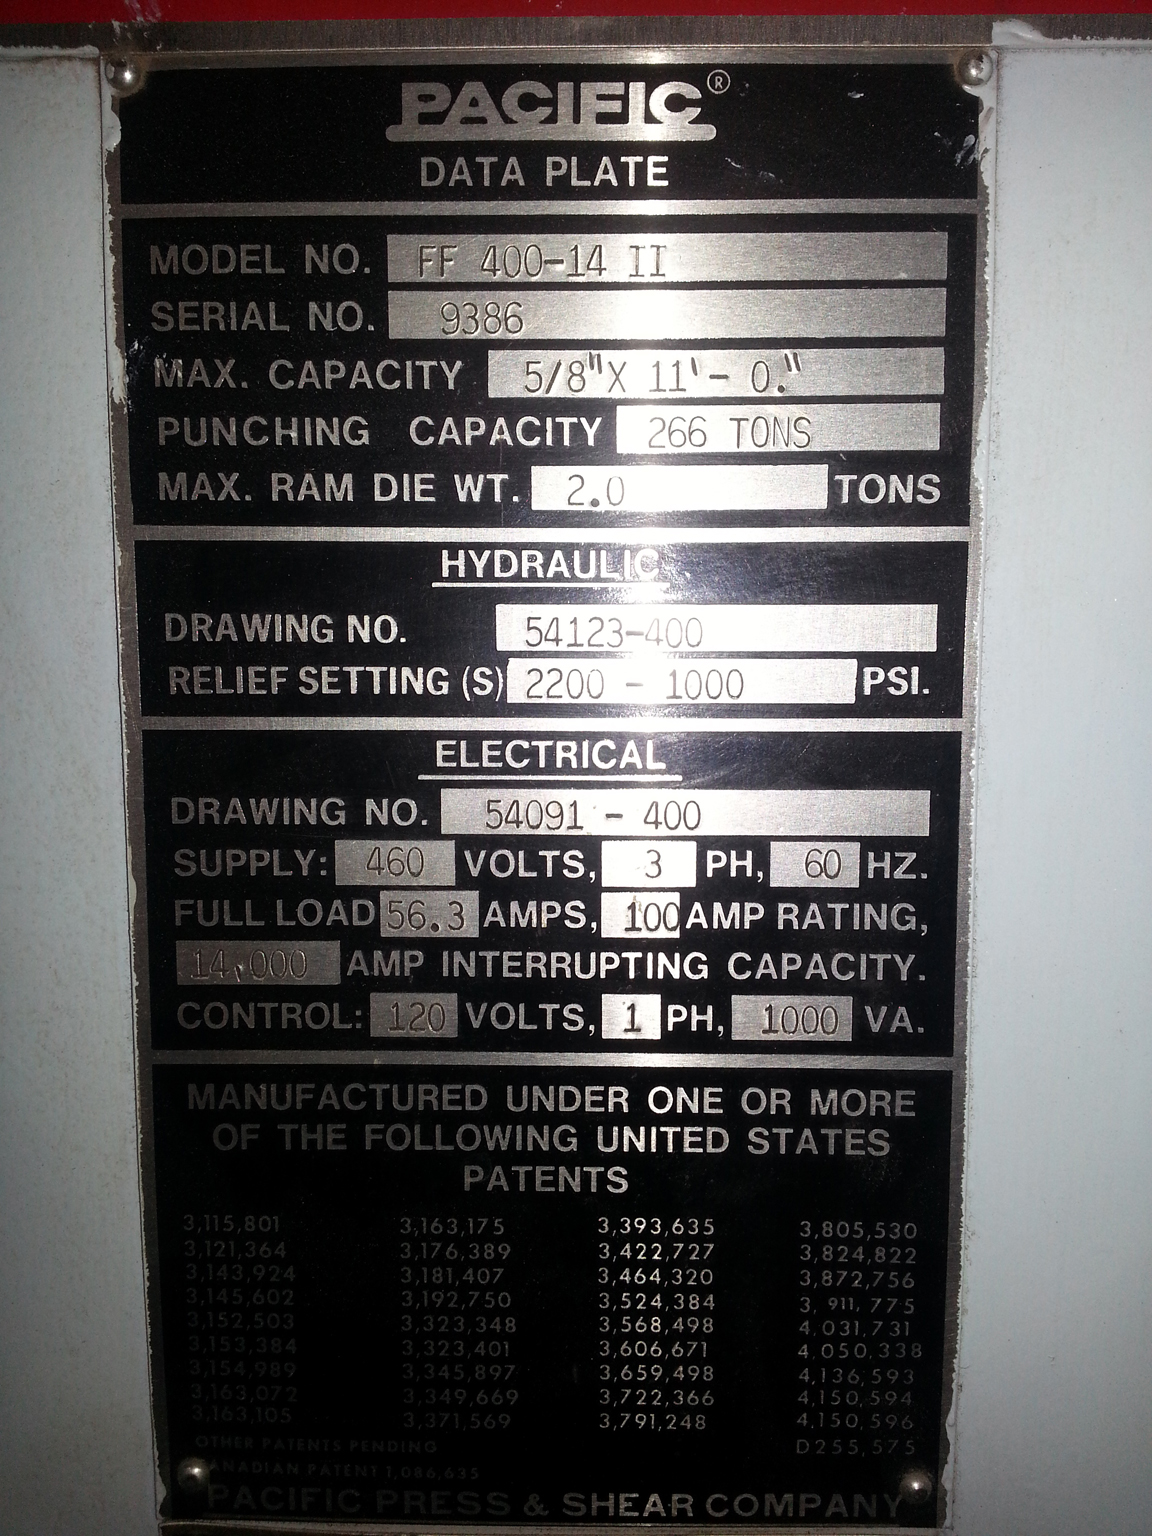 PACIFIC®
DATA PLATE
MODEL NO. FF 400-14 II
SERIAL NO. 9386
MAX. CAPACITY 5/8"X 11'- 0."
PUNCHING CAPACITY 266 TONS
MAX. RAM DIE WT. 2.0 TONS
HYDRAULIC
DRAWING NO. 54123-400
RELIEF SETTING (S) 2200 - 1000 PSI.
ELECTRICAL
DRAWING NO. 54091 - 400
SUPPLY: 460 VOLTS, 3 PH, 60 HZ.
FULL LOAD 56.3 AMPS, 100 AMP RATING,
14,000 AMP INTERRUPTING CAPACITY.
CONTROL: 120 VOLTS, 1 PH, 1000 VA.
MANUFACTURED UNDER ONE OR MORE
OF THE FOLLOWING UNITED STATES
PATENTS
3,115,801 3,163,175 3,393,635 3,805,530
3,121,364 3,176,389 3,422,727 3,824,822
3,143,924 3,181,407 3,464,320 3,872,756
3,145,602 3,192,750 3,524,384 3,911,775
3,152,503 3,323,348 3,568,498 4,031,731
3,153,384 3,323,401 3,606,671 4,050,338
3,154,989 3,345,897 3,659,498 4,136,593
3,163,072 3,349,669 3,722,366 4,150,594
3,163,105 3,371,569 3,791,248 4,150,596
OTHER PATENTS PENDING D255,575
CANADIAN PATENT 1,086,635
PACIFIC PRESS & SHEAR COMPANY